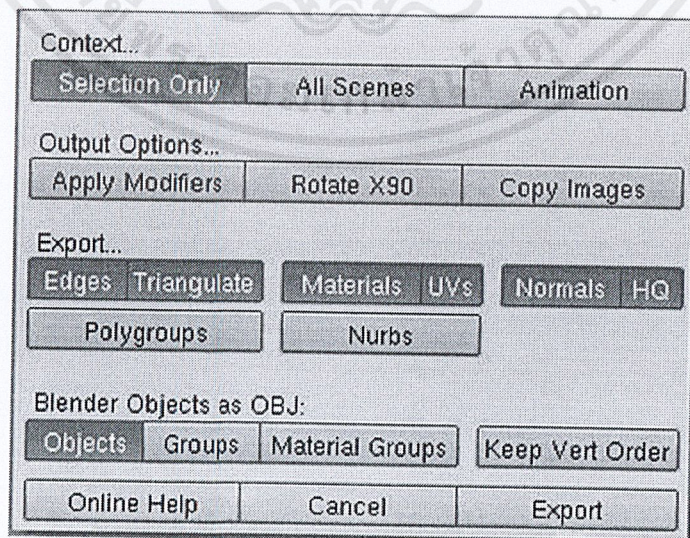 Context...
Selection Only All Scenes Animation
Output Options...
Apply Modifiers Rotate X90 Copy Images
Export...
Edges Triangulate Materials UVs Normals HQ
Polygroups Nurbs
Blender Objects as OBJ:
Objects Groups Material Groups Keep Vert Order
Online Help Cancel Export